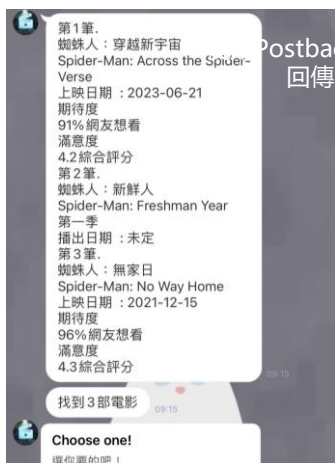 第1筆.
蜘蛛人：穿越新宇宙
Spider-Man: Across the Spider-
Verse
上映日期 : 2023-06-21
期待度
91%網友想看
滿意度
4.2綜合評分
第2筆.
蜘蛛人：新鮮人
Spider-Man: Freshman Year
第一季
播出日期 : 未定
第3筆.
蜘蛛人：無家日
Spider-Man: No Way Home
上映日期 : 2021-12-15
期待度
96%網友想看
滿意度
4.3綜合評分
09:15
找到3部電影
09:15
Choose one!
選你要的吧！
Postbac
回傳